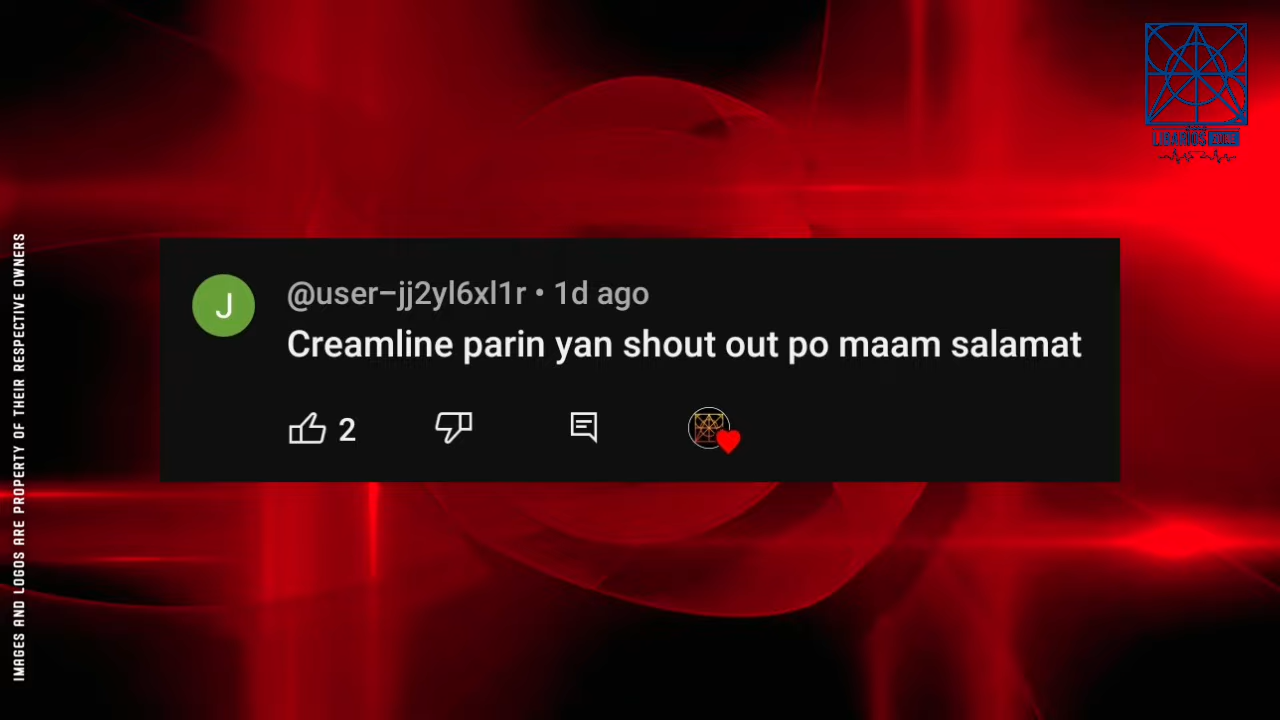 @user-jj2yl6xl1r • 1d ago
Creamline parin yan shout out po maam salamat
2
J
IMAGES AND LOGOS ARE PROPERTY OF THEIR RESPECTIVE OWNERS